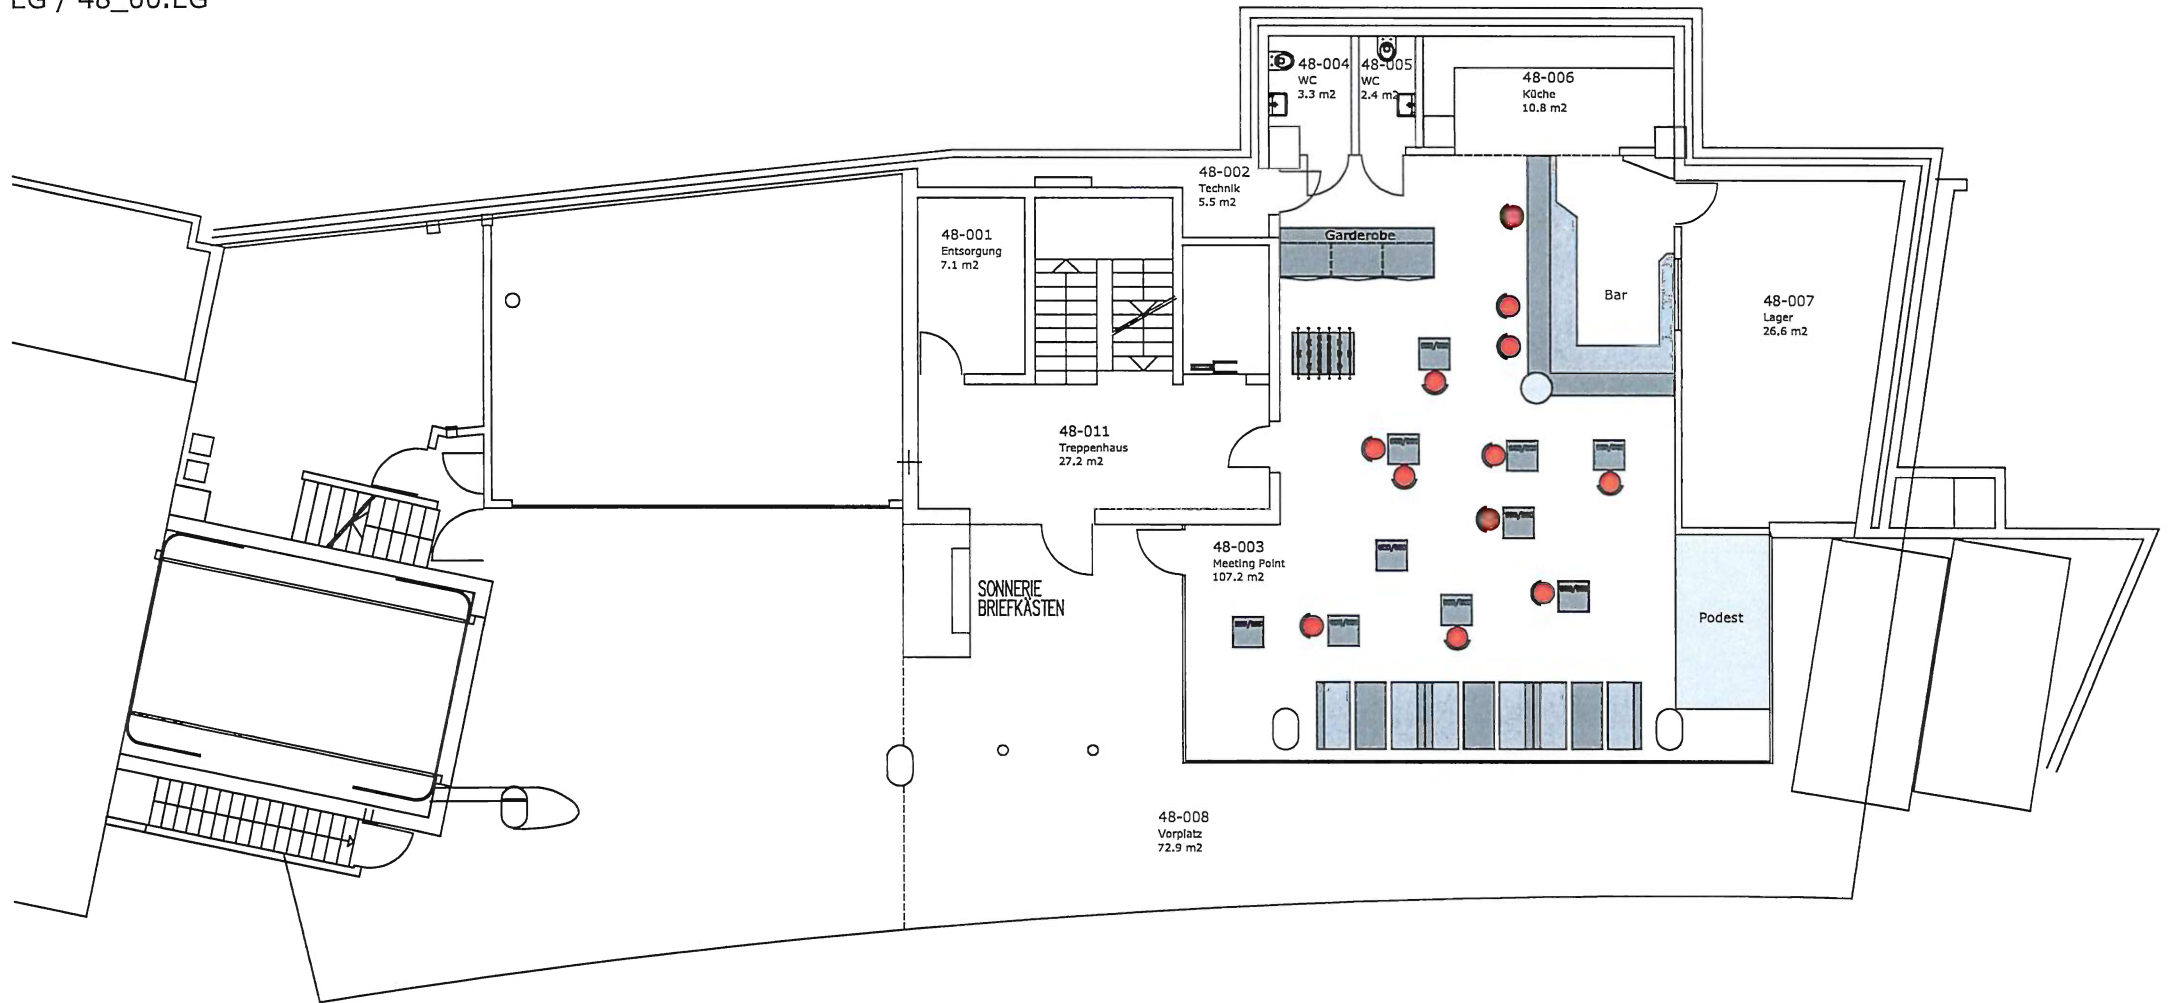 EG / 48_00.EG
48-004
WC
3.3 m2
48-005
WC
2.4 m2
48-006
Küche
10.8 m2
48-002
Technik
5.5 m2
48-001
Entsorgung
7.1 m2
Garderobe
Bar
48-007
Lager
26.6 m2
48-011
Treppenhaus
27.2 m2
48-003
Meeting Point
107.2 m2
SONNERIE
BRIEFKÄSTEN
Podest
48-008
Vorplatz
72.9 m2